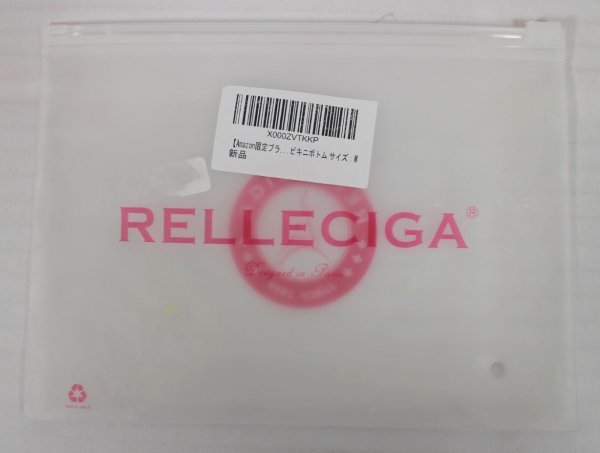 X000ZVTKKP
【Amazon限定ブラ... ビキニボトム サイズ：M
新品
RELLECIGA®
Designed in Paris